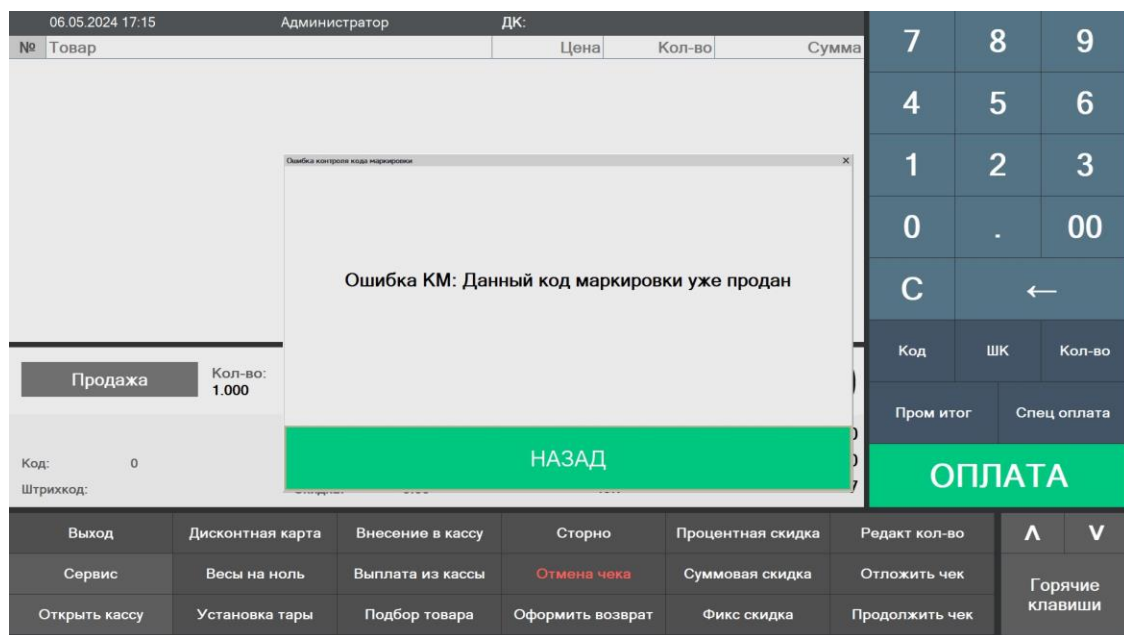 06.05.2024 17:15 Администратор ДК:
№ Товар Цена Кол-во Сумма
Ошибка контроля кода маркировки ×
Ошибка КМ: Данный код маркировки уже продан
НАЗАД
Продажа
Кол-во:
1.000
Код: 0
Штрихкод:
7 8 9
4 5 6
1 2 3
0 . 00
C ←
Код ШК Кол-во
Пром итог Спец оплата
ОПЛАТА
Выход Дисконтная карта Внесение в кассу Сторно Процентная скидка Редакт кол-во
Сервис Весы на ноль Выплата из кассы Отмена чека Суммовая скидка Отложить чек
Открыть кассу Установка тары Подбор товара Оформить возврат Фикс скидка Продолжить чек
Горячие
клавиши